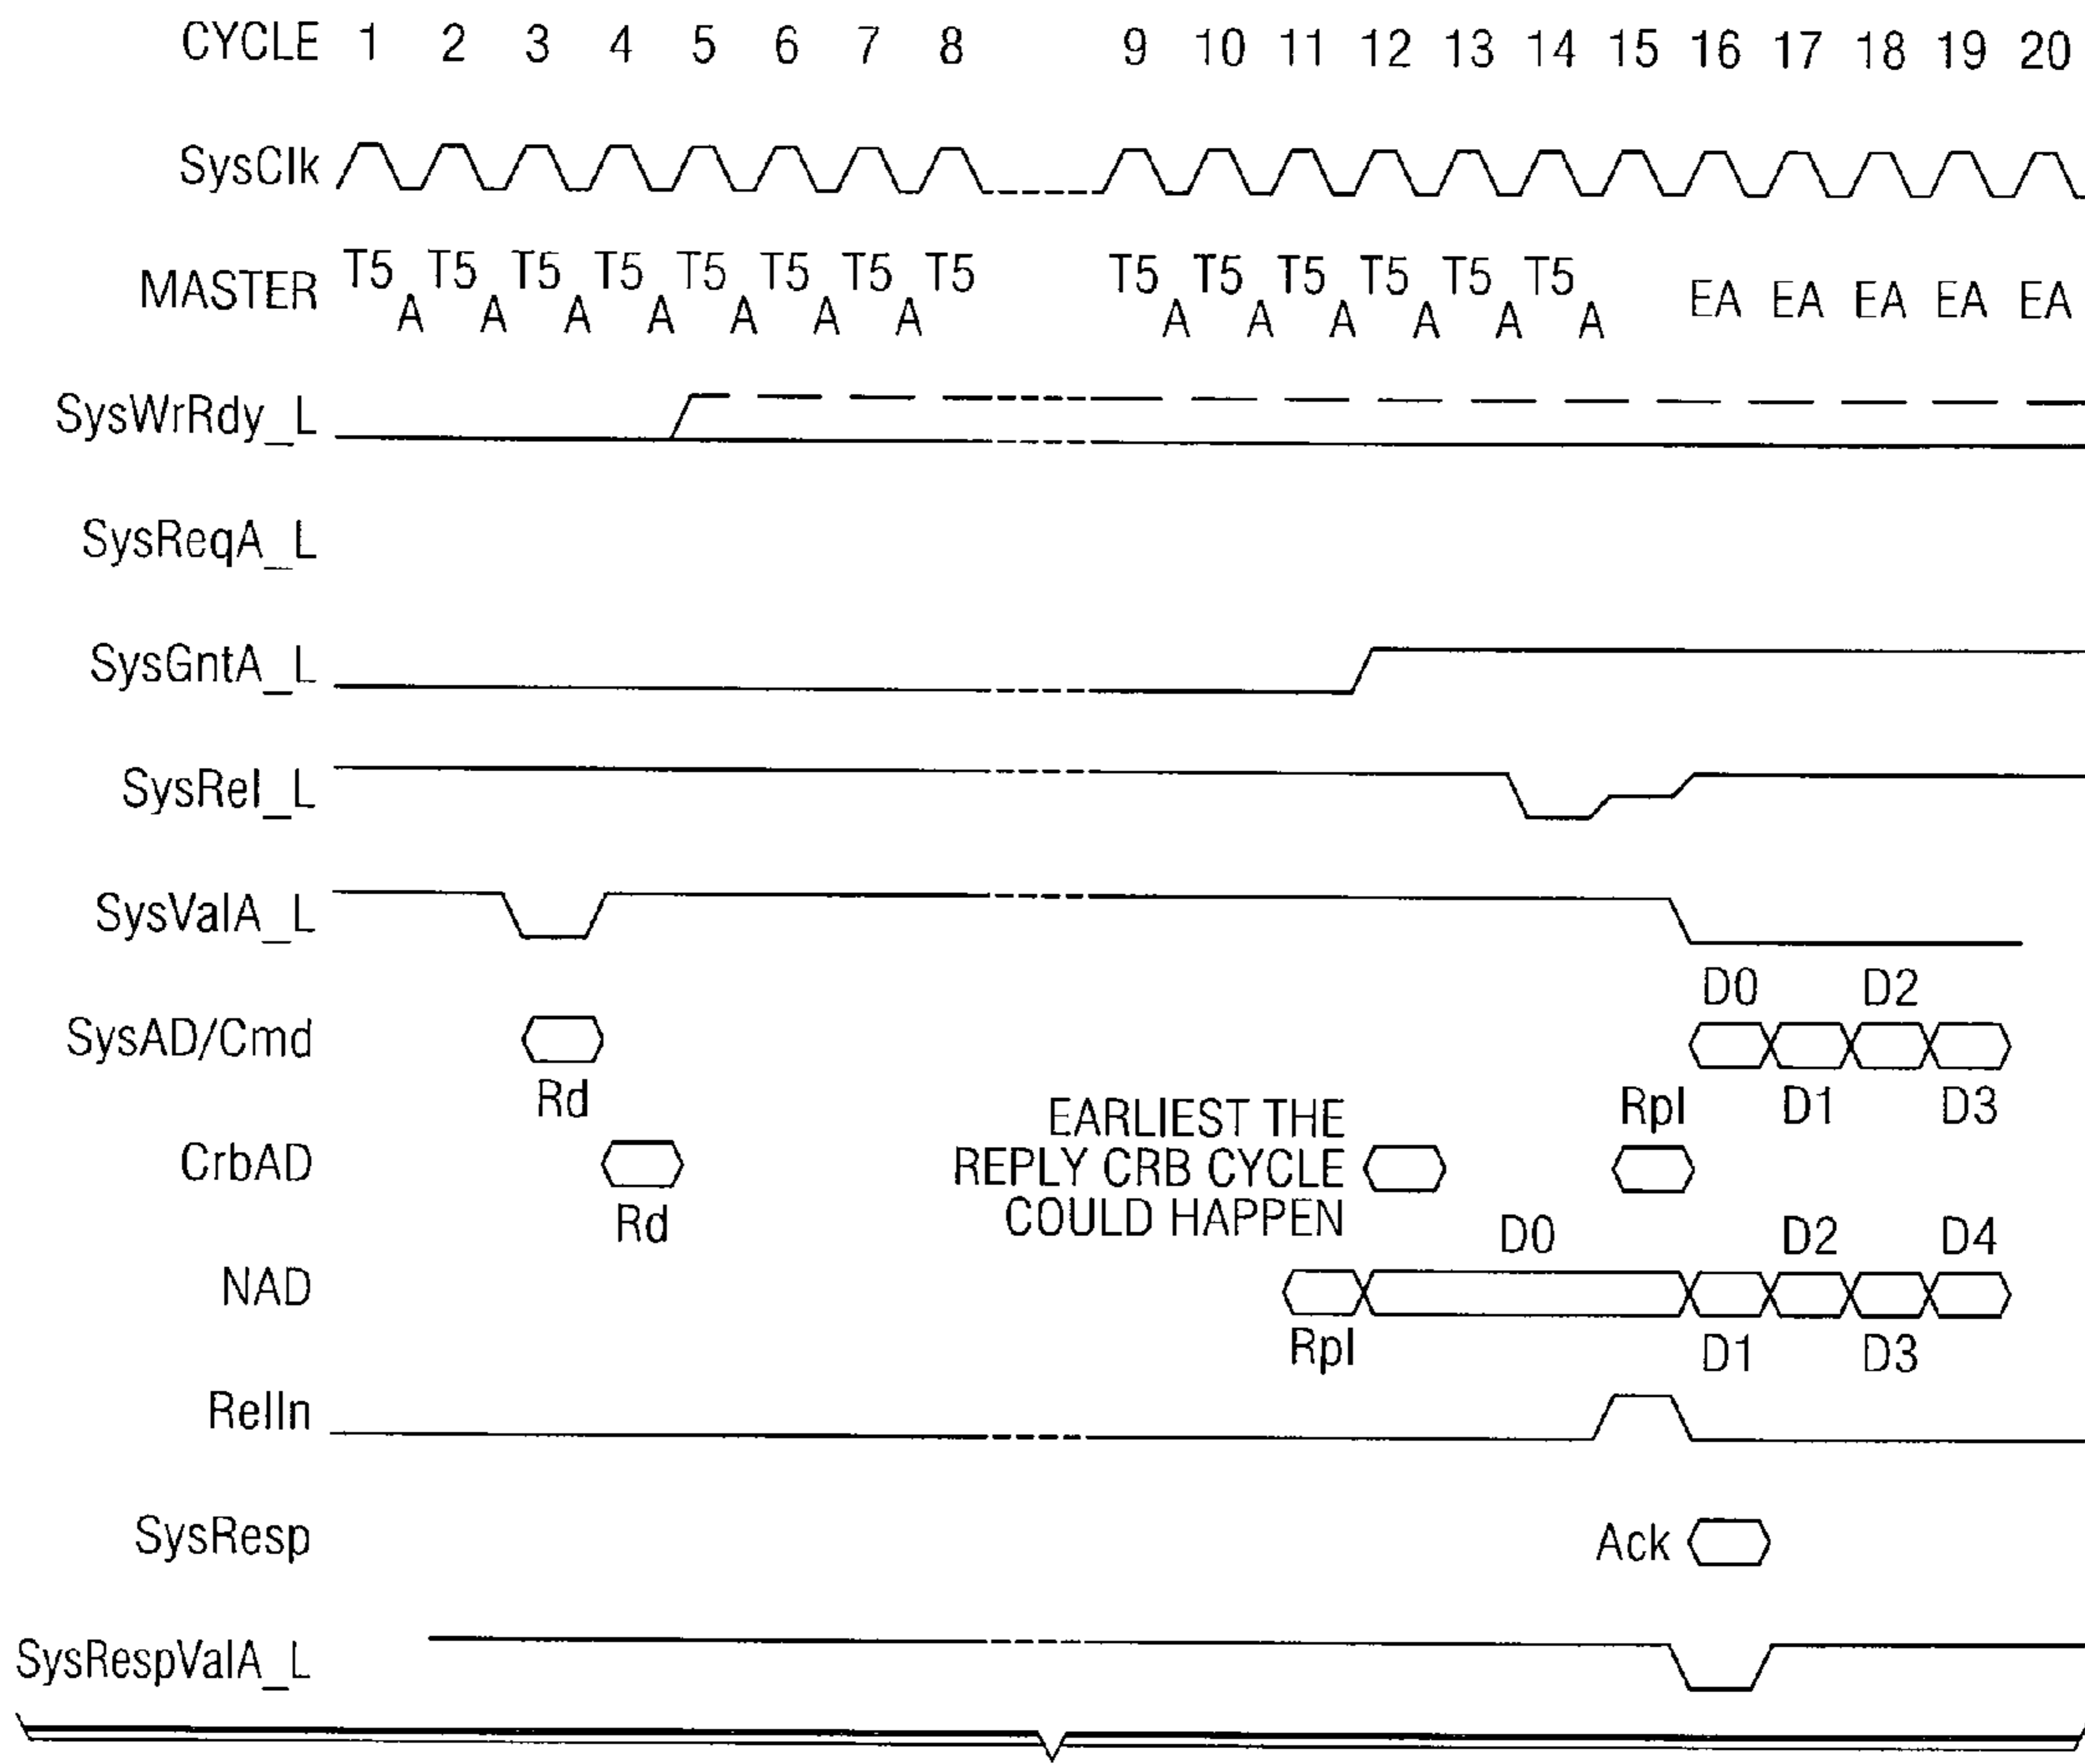 CYCLE 1 2 3 4 5 6 7 8 9 10 11 12 13 14 15 16 17 18 19 20
SysClk
MASTER T5 A T5 A T5 A T5 A T5 A T5 A T5 A T5 T5 A T5 A T5 A T5 A T5 A T5 A EA EA EA EA EA
SysWrRdy_L
SysReqA_L
SysGntA_L
SysRel_L
SysValA_L
D0 D2
SysAD/Cmd
Rd Rpl D1 D3
EARLIEST THE
CrbAD REPLY CRB CYCLE
COULD HAPPEN
Rd D0 D2 D4
NAD
Rpl D1 D3
RelIn
SysResp Ack
SysRespValA_L